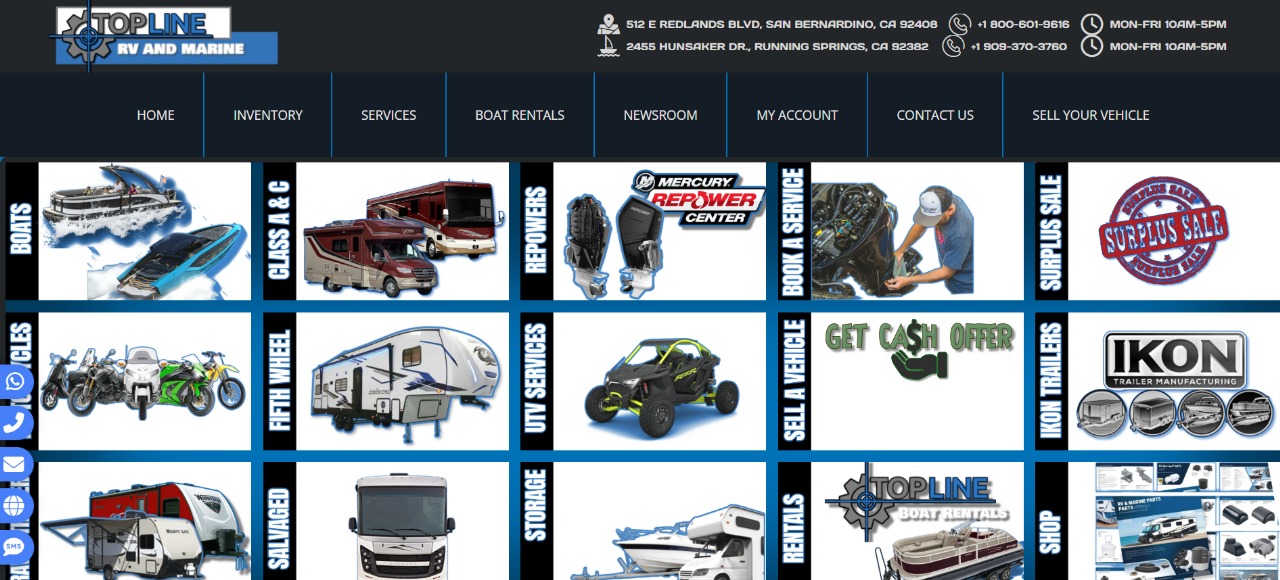 TOPLINE
RV AND MARINE
512 E REDLANDS BLVD, SAN BERNARDINO, CA 92408
+1 800-601-9616
MON-FRI 10AM-5PM
2455 HUNSAKER DR., RUNNING SPRINGS, CA 92382
+1 909-370-3760
MON-FRI 10AM-5PM
HOME
INVENTORY
SERVICES
BOAT RENTALS
NEWSROOM
MY ACCOUNT
CONTACT US
SELL YOUR VEHICLE
BOATS
CLASS A & C
REPOWERS
MERCURY
REPOWER
CENTER
BOOK A SERVICE
SURPLUS SALE
SURPLUS SALE
SURPLUS SALE
SURPLUS SALE
FIFTH WHEEL
UTV SERVICES
SELL A VEHICLE
GET CA$H OFFER
IKON TRAILERS
IKON
TRAILER MANUFACTURING
SALVAGED
STORAGE
RENTALS
TOPLINE
BOAT RENTALS
SHOP
RV & MARINE PARTS
SMS